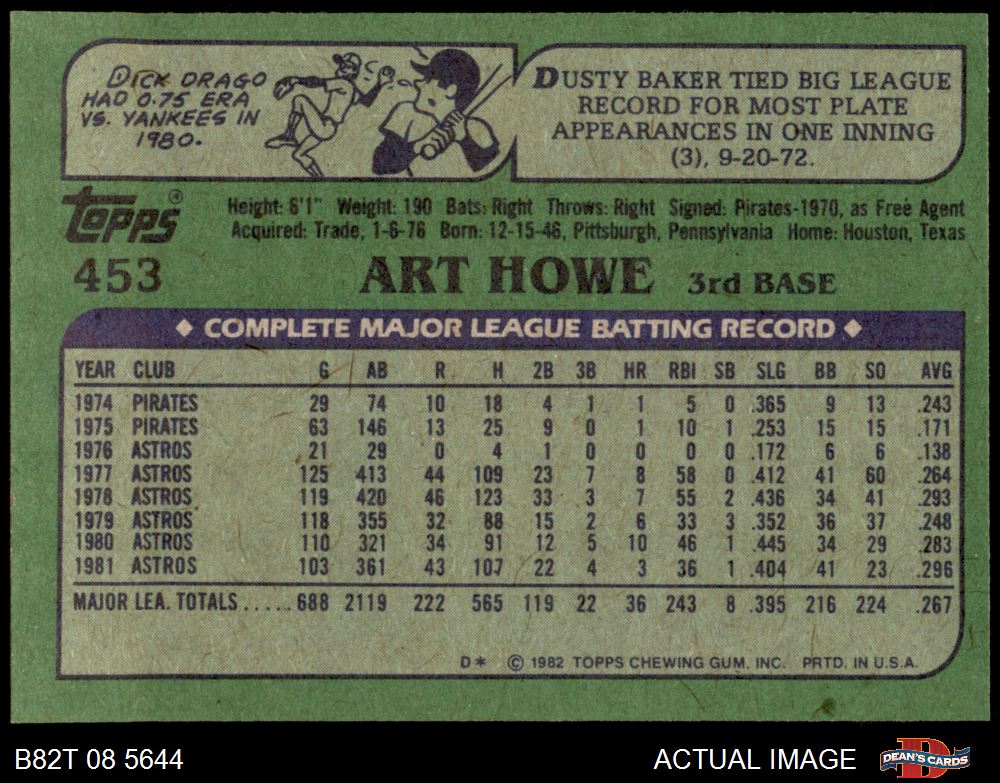 DICK DRAGO
HAD 0.75 ERA
VS. YANKEES IN
1980.
DUSTY BAKER TIED BIG LEAGUE
RECORD FOR MOST PLATE
APPEARANCES IN ONE INNING
(3), 9-20-72.
topps®
Height: 6'1" Weight: 190 Bats: Right Throws: Right Signed: Pirates-1970, as Free Agent
Acquired: Trade, 1-6-76 Born: 12-15-46, Pittsburgh, Pennsylvania Home: Houston, Texas
453 ART HOWE 3rd BASE
◆ COMPLETE MAJOR LEAGUE BATTING RECORD ◆
YEAR CLUB G AB R H 2B 3B HR RBI SB SLG BB SO AVG
1974 PIRATES 29 74 10 18 4 1 1 5 0 .365 9 13 .243
1975 PIRATES 63 146 13 25 9 0 1 10 1 .253 15 15 .171
1976 ASTROS 21 29 0 4 1 0 0 0 0 .172 6 6 .138
1977 ASTROS 125 413 44 109 23 7 8 58 0 .412 41 60 .264
1978 ASTROS 119 420 46 123 33 3 7 55 2 .436 34 41 .293
1979 ASTROS 118 355 32 88 15 2 6 33 3 .352 36 37 .248
1980 ASTROS 110 321 34 91 12 5 10 46 1 .445 34 29 .283
1981 ASTROS 103 361 43 107 22 4 3 36 1 .404 41 23 .296
MAJOR LEA. TOTALS ..... 688 2119 222 565 119 22 36 243 8 .395 216 224 .267
D* © 1982 TOPPS CHEWING GUM, INC. PRTD. IN U.S.A.
B82T 08 5644 ACTUAL IMAGE DEAN'S CARDS